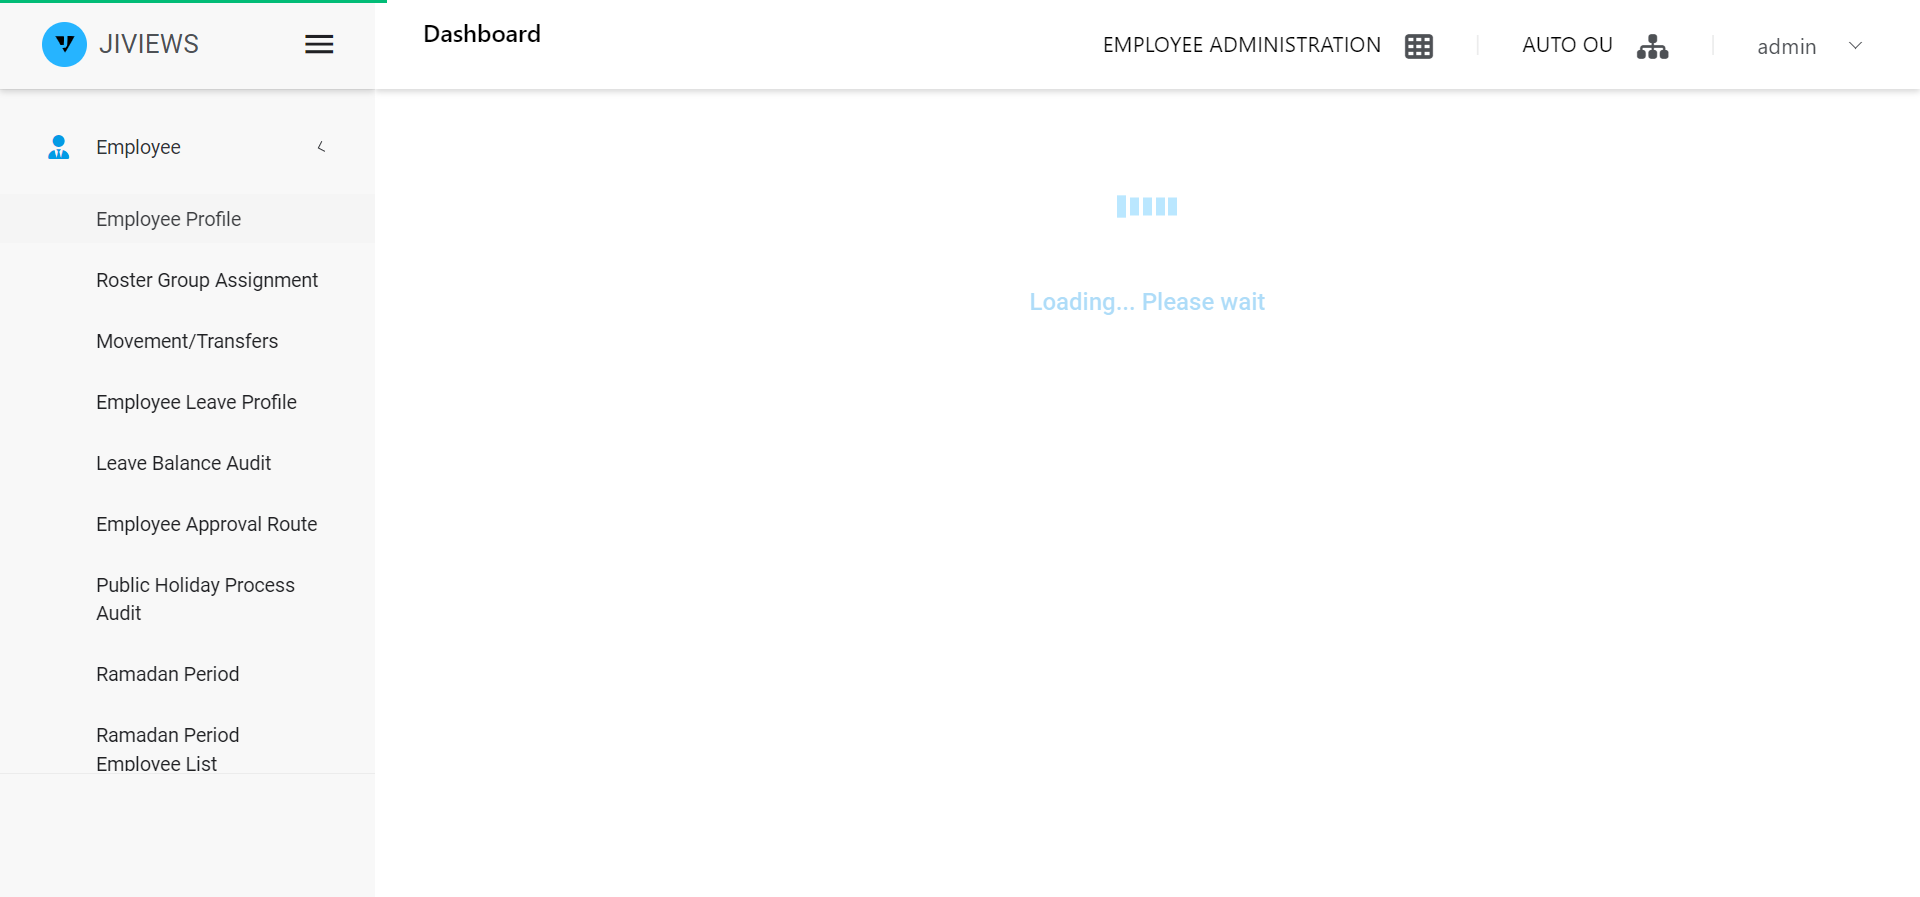 JIVIEWS
Dashboard
EMPLOYEE ADMINISTRATION
AUTO OU
admin
Employee
Employee Profile
Roster Group Assignment
Movement/Transfers
Employee Leave Profile
Leave Balance Audit
Employee Approval Route
Public Holiday Process
Audit
Ramadan Period
Ramadan Period
Employee List
Loading... Please wait